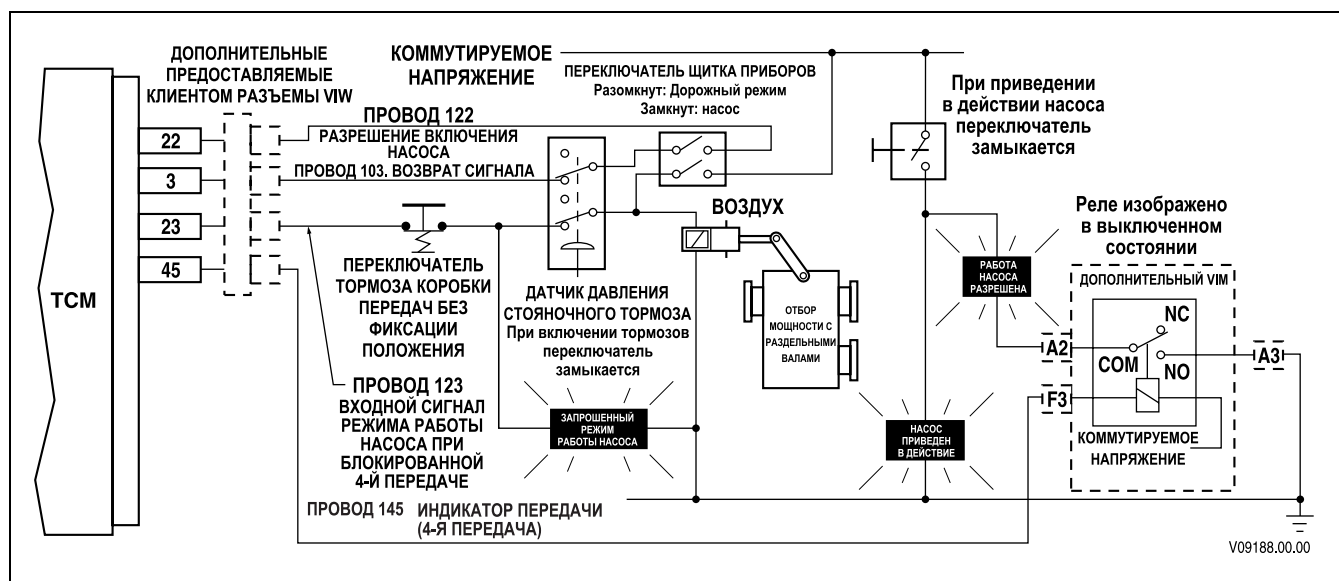 ДОПОЛНИТЕЛЬНЫЕ
ПРЕДОСТАВЛЯЕМЫЕ
КЛИЕНТОМ РАЗЪЕМЫ VIW
КОММУТИРУЕМОЕ
НАПРЯЖЕНИЕ
ПЕРЕКЛЮЧАТЕЛЬ ЩИТКА ПРИБОРОВ
Разомкнут: Дорожный режим
Замкнут: насос
При приведении
в действии насоса
переключатель
замыкается
TCM
22
3
23
45
ПРОВОД 122
РАЗРЕШЕНИЕ ВКЛЮЧЕНИЯ
НАСОСА
ПРОВОД 103. ВОЗВРАТ СИГНАЛА
ПЕРЕКЛЮЧАТЕЛЬ
ТОРМОЗА КОРОБКИ
ПЕРЕДАЧ БЕЗ
ФИКСАЦИИ
ПОЛОЖЕНИЯ
ПРОВОД 123
ВХОДНОЙ СИГНАЛ
РЕЖИМА РАБОТЫ
НАСОСА ПРИ
БЛОКИРОВАННОЙ
4-Й ПЕРЕДАЧЕ
ДАТЧИК ДАВЛЕНИЯ
СТОЯНОЧНОГО ТОРМОЗА
При включении тормозов
переключатель
замыкается
ЗАПРОШЕННЫЙ
РЕЖИМ
РАБОТЫ НАСОСА
ВОЗДУХ
ОТБОР
МОЩНОСТИ С
РАЗДЕЛЬНЫМИ
ВАЛАМИ
РАБОТА
НАСОСА
РАЗРЕШЕНА
НАСОС
ПРИВЕДЕН
В ДЕЙСТВИЕ
Реле изображено
в выключенном
состоянии
ДОПОЛНИТЕЛЬНЫЙ VIM
NC
COM
NO
A2
A3
F3
КОММУТИРУЕМОЕ
НАПРЯЖЕНИЕ
ПРОВОД 145 ИНДИКАТОР ПЕРЕДАЧИ
(4-Я ПЕРЕДАЧА)
V09188.00.00